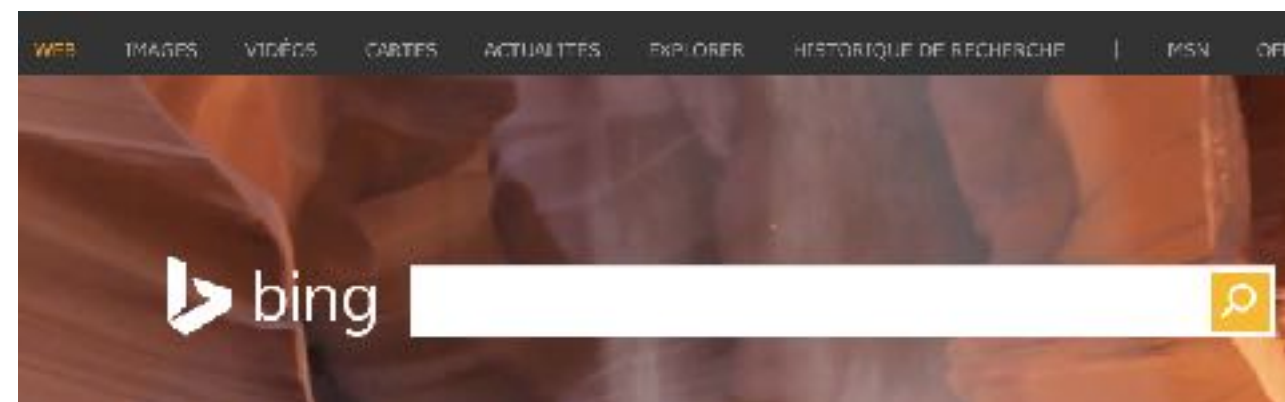 WEB IMAGES VIDÉOS CARTES ACTUALITÉS EXPLORER HISTORIQUE DE RECHERCHE | MSN
bing